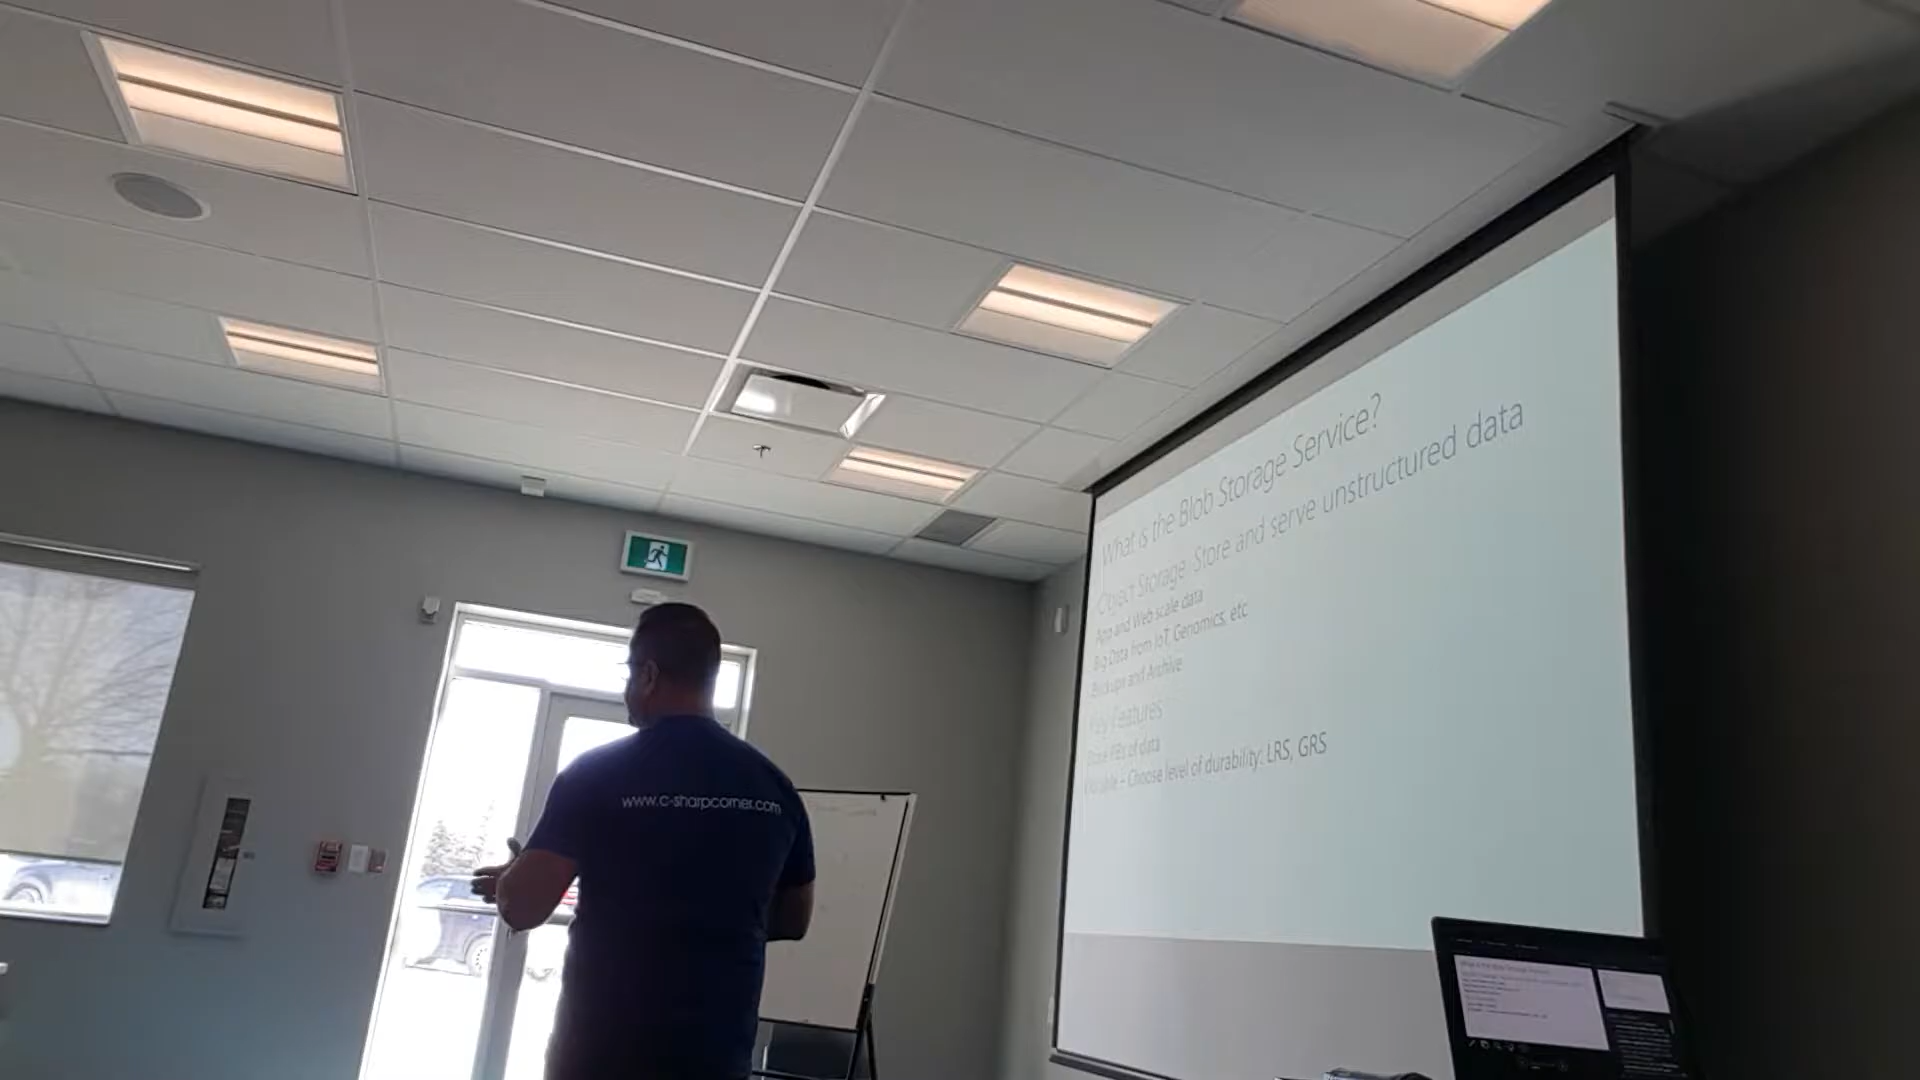 What is the Blob Storage Service?
Object Storage -Store and serve unstructured data
App and Web scale data
Big Data from IoT, Genomics, etc
Backups and Archive
Key Features
Store PBs of data
Durable – Choose level of durability: LRS, GRS
www.c-sharpcorner.com